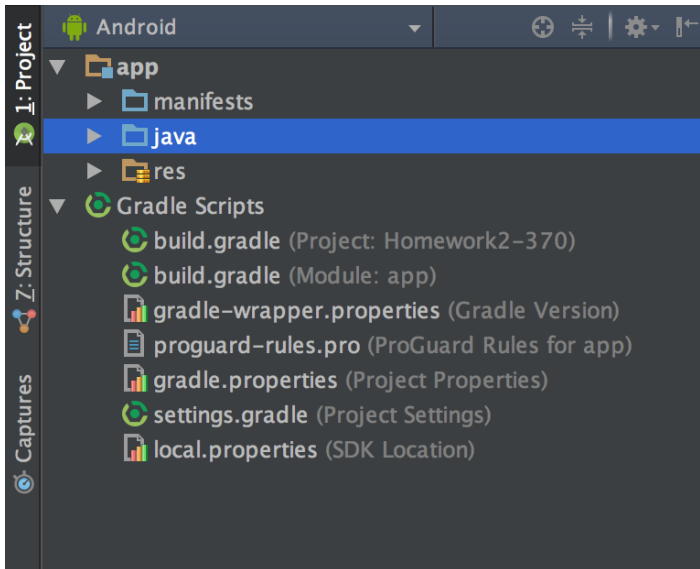 Android
app
manifests
java
res
Gradle Scripts
build.gradle (Project: Homework2-370)
build.gradle (Module: app)
gradle-wrapper.properties (Gradle Version)
proguard-rules.pro (ProGuard Rules for app)
gradle.properties (Project Properties)
settings.gradle (Project Settings)
local.properties (SDK Location)
1: Project
7: Structure
Captures